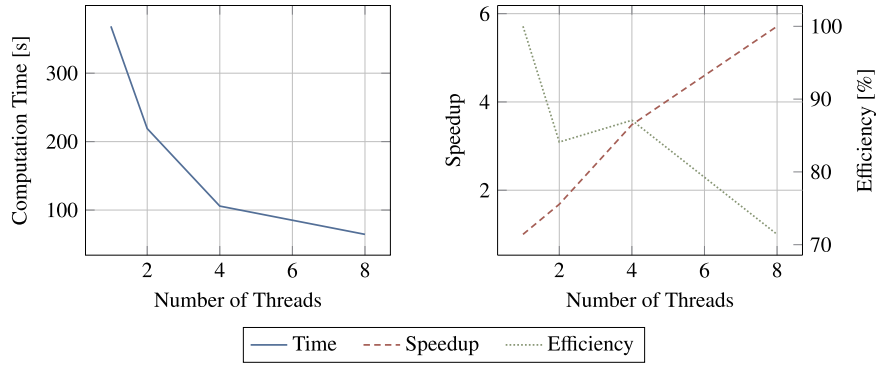 Computation Time [s]
300
200
100
2
4
6
8
Number of Threads
Speedup
6
4
2
2
4
6
8
Number of Threads
100
90
80
70
Efficiency [%]
Time
Speedup
Efficiency